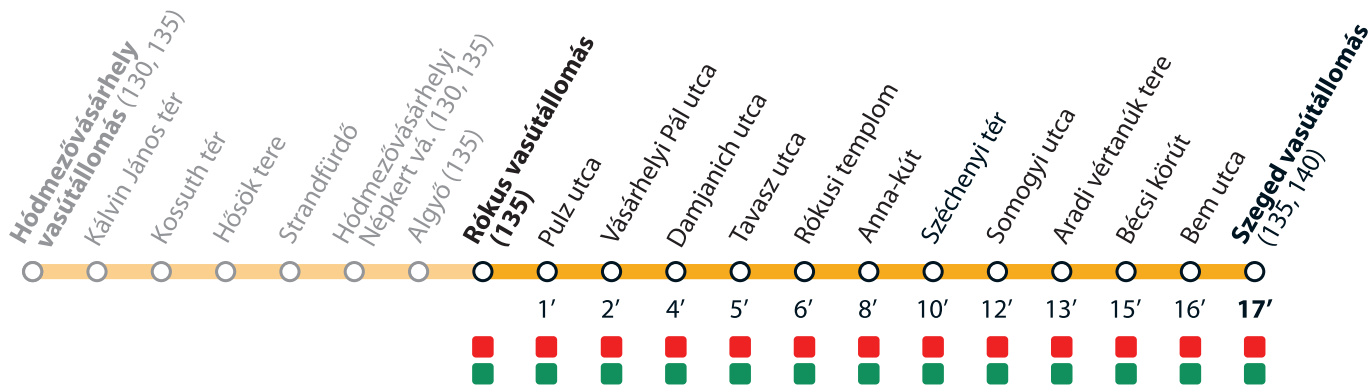 Hódmezővásárhely
vasútállomás (130, 135)
Kálvin János tér
Kossuth tér
Hősök tere
Strandfürdő
Hódmezővásárhelyi
Népkert vá. (130, 135)
Algyő (135)
Rókus vasútállomás
(135)
Pulz utca
Vásárhelyi Pál utca
Damjanich utca
Tavasz utca
Rókusi templom
Anna-kút
Széchenyi tér
Somogyi utca
Aradi vértanúk tere
Bécsi körút
Bem utca
Szeged vasútállomás
(135, 140)
1’ 2’ 4’ 5’ 6’ 8’ 10’ 12’ 13’ 15’ 16’ 17’